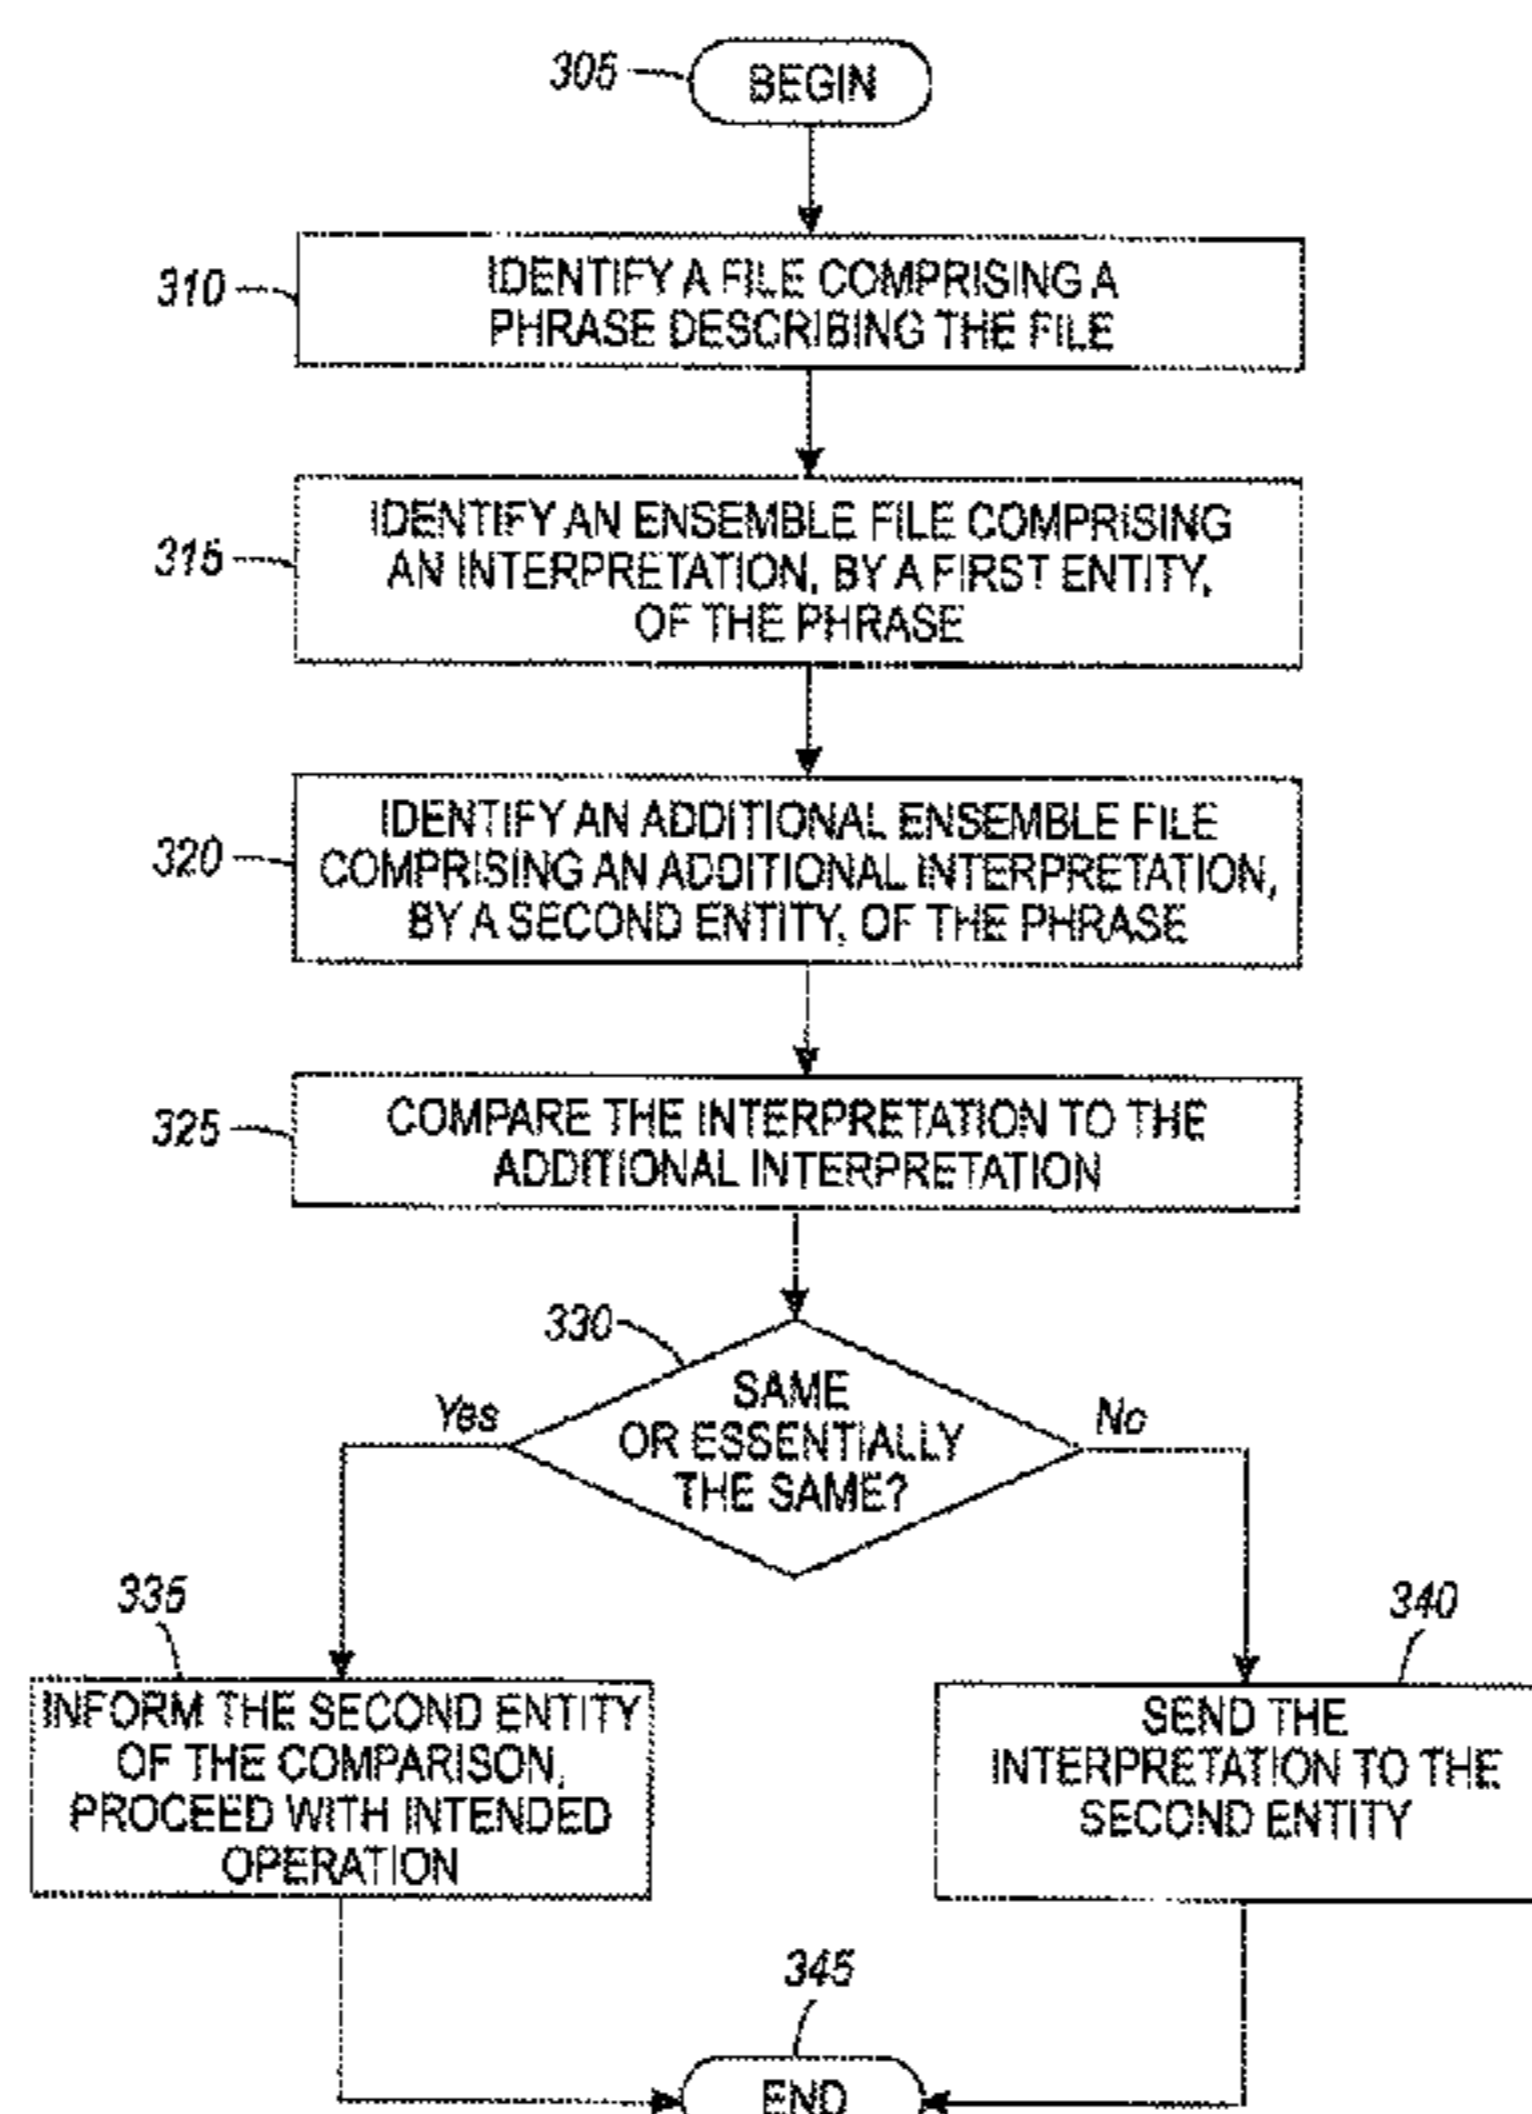 305
BEGIN
310
IDENTIFY A FILE COMPRISING A
PHRASE DESCRIBING THE FILE
315
IDENTIFY AN ENSEMBLE FILE COMPRISING
AN INTERPRETATION, BY A FIRST ENTITY,
OF THE PHRASE
320
IDENTIFY AN ADDITIONAL ENSEMBLE FILE
COMPRISING AN ADDITIONAL INTERPRETATION,
BY A SECOND ENTITY, OF THE PHRASE
325
COMPARE THE INTERPRETATION TO THE
ADDITIONAL INTERPRETATION
330
SAME
OR ESSENTIALLY
THE SAME?
Yes
No
335
INFORM THE SECOND ENTITY
OF THE COMPARISON,
PROCEED WITH INTENDED
OPERATION
340
SEND THE
INTERPRETATION TO THE
SECOND ENTITY
345
END